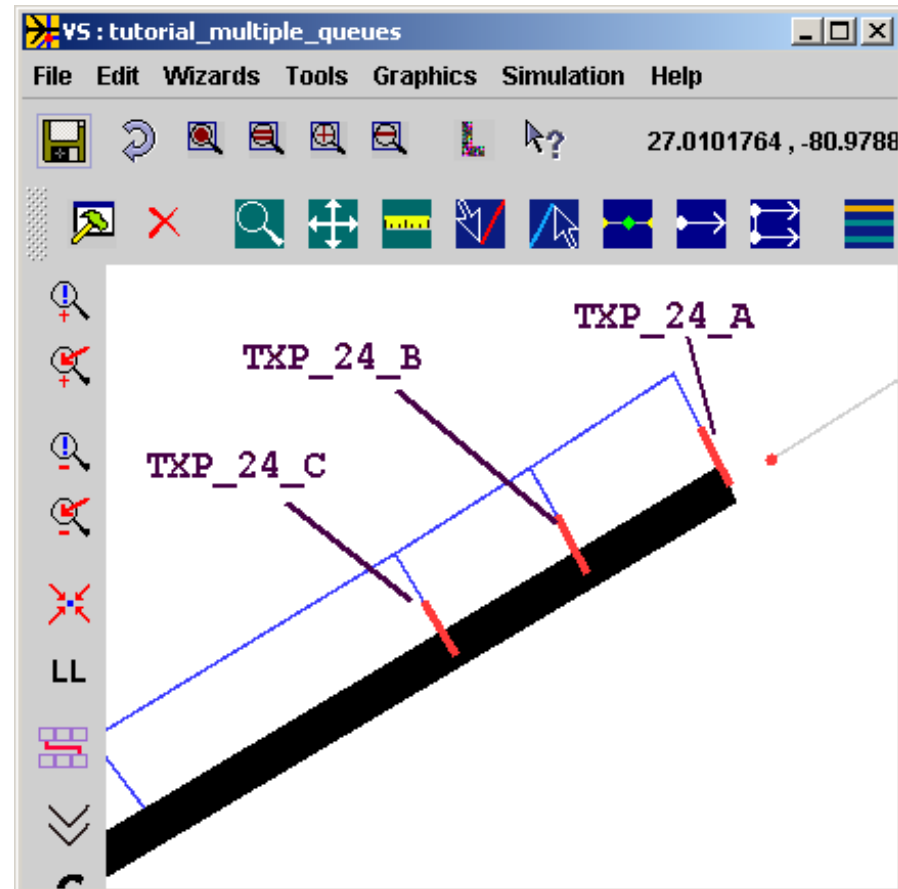 VS : tutorial_multiple_queues
File Edit Wizards Tools Graphics Simulation Help
27.0101764 , -80.9788
TXP_24_A
TXP_24_B
TXP_24_C
LL